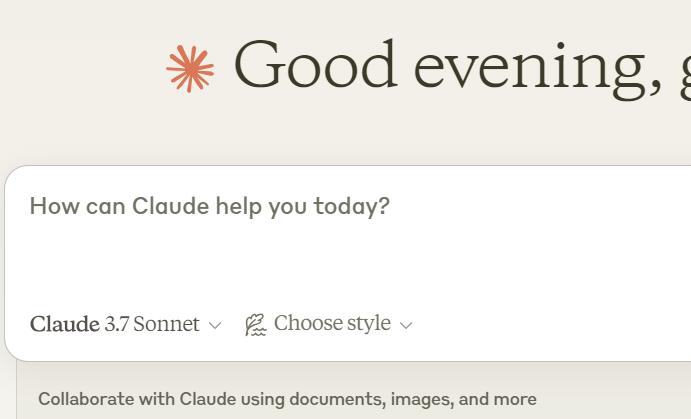 Good evening,
How can Claude help you today?
Claude 3.7 Sonnet
Choose style
Collaborate with Claude using documents, images, and more